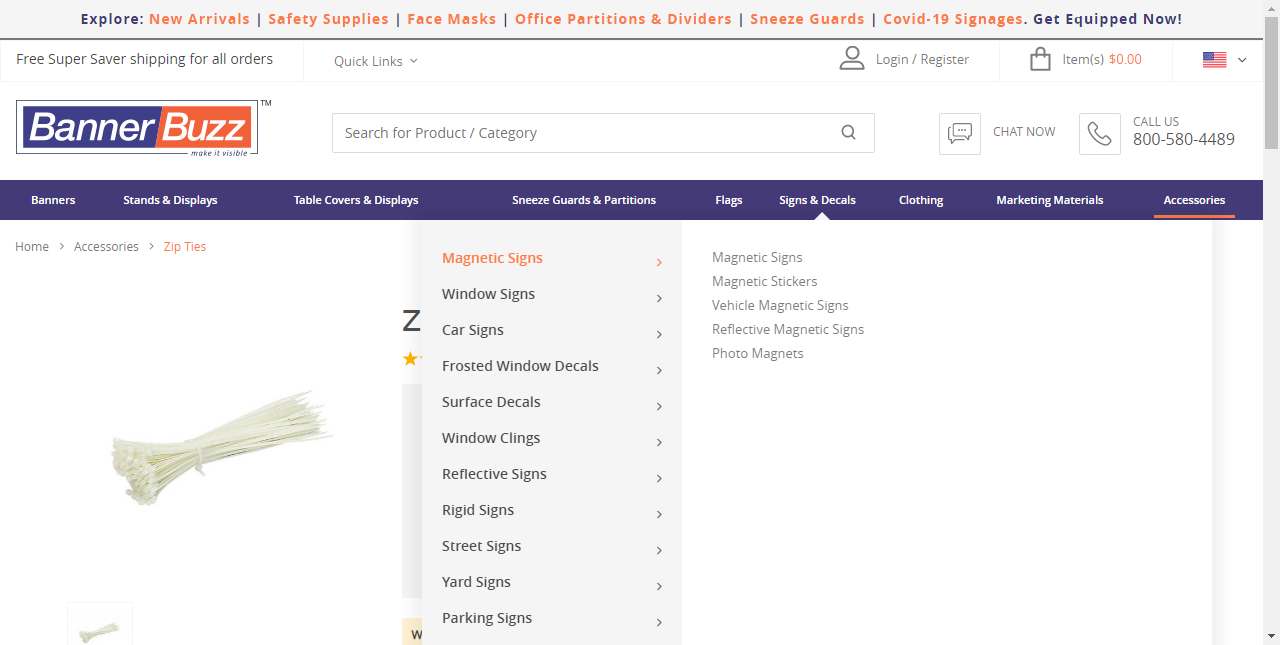 Explore: New Arrivals | Safety Supplies | Face Masks | Office Partitions & Dividers | Sneeze Guards | Covid-19 Signages. Get Equipped Now!
Free Super Saver shipping for all orders
Quick Links
Login / Register
Item(s) $0.00
BannerBuzz TM
make it visible
Search for Product / Category
CHAT NOW
CALL US
800-580-4489
Banners Stands & Displays Table Covers & Displays Sneeze Guards & Partitions Flags Signs & Decals Clothing Marketing Materials Accessories
Home > Accessories > Zip Ties
Z
W
Magnetic Signs
Window Signs
Car Signs
Frosted Window Decals
Surface Decals
Window Clings
Reflective Signs
Rigid Signs
Street Signs
Yard Signs
Parking Signs
Magnetic Signs
Magnetic Stickers
Vehicle Magnetic Signs
Reflective Magnetic Signs
Photo Magnets